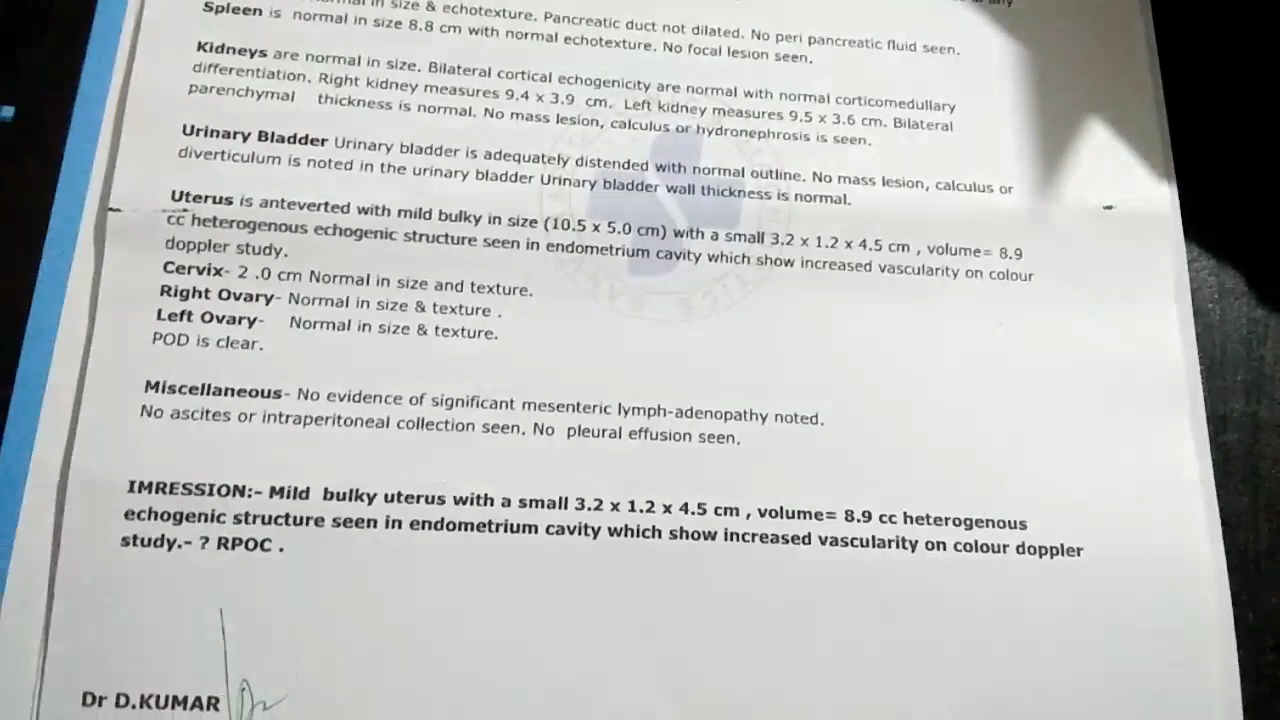 in size & echotexture. Pancreatic duct not dilated. No peri pancreatic fluid seen.
Spleen is normal in size 8.8 cm with normal echotexture. No focal lesion seen.
Kidneys are normal in size. Bilateral cortical echogenicity are normal with normal corticomedullary
differentiation. Right kidney measures 9.4 x 3.9 cm. Left kidney measures 9.5 x 3.6 cm. Bilateral
parenchymal thickness is normal. No mass lesion, calculus or hydronephrosis is seen.
Urinary Bladder Urinary bladder is adequately distended with normal outline. No mass lesion, calculus or
diverticulum is noted in the urinary bladder Urinary bladder wall thickness is normal.
Uterus is anteverted with mild bulky in size (10.5 x 5.0 cm) with a small 3.2 x 1.2 x 4.5 cm , volume= 8.9
cc heterogenous echogenic structure seen in endometrium cavity which show increased vascularity on colour
doppler study.
Cervix- 2 .0 cm Normal in size and texture.
Right Ovary- Normal in size & texture .
Left Ovary- Normal in size & texture.
POD is clear.
Miscellaneous- No evidence of significant mesenteric lymph-adenopathy noted.
No ascites or intraperitoneal collection seen. No pleural effusion seen.
IMRESSION:- Mild bulky uterus with a small 3.2 x 1.2 x 4.5 cm , volume= 8.9 cc heterogenous
echogenic structure seen in endometrium cavity which show increased vascularity on colour doppler
study.- ? RPOC .
Dr D.KUMAR